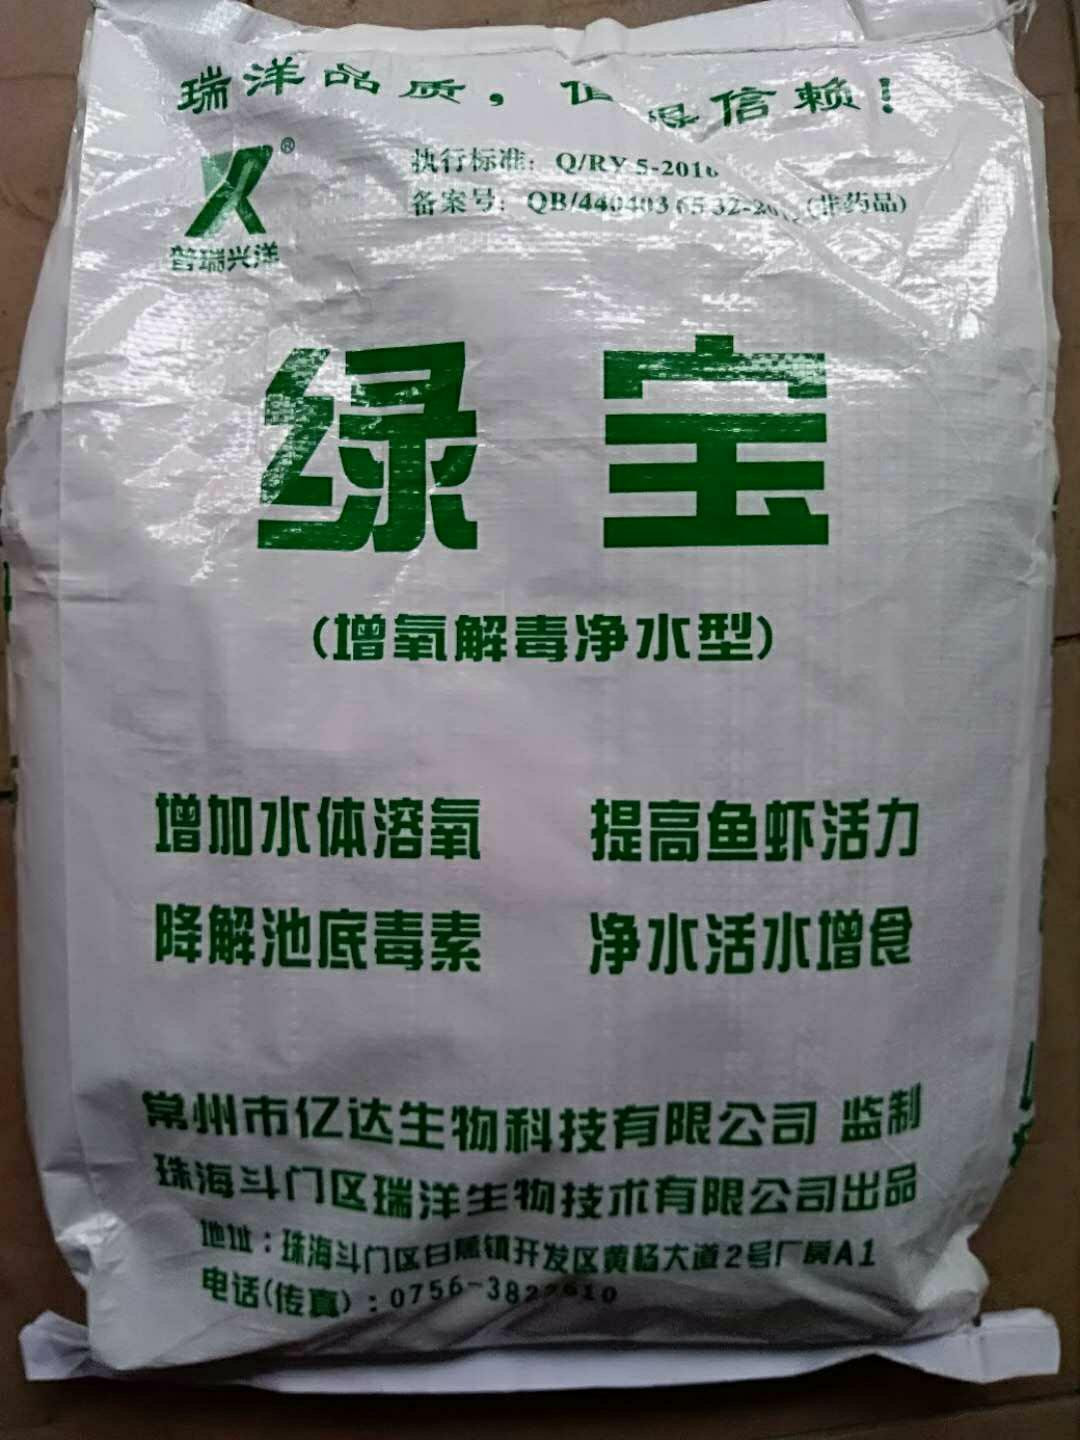 瑞洋品质，值得信赖！
®
普瑞兴洋
执行标准：Q/RY 5-2016
备案号： (非药品)
绿宝
(增氧解毒净水型)
增加水体溶氧 提高鱼虾活力
降解池底毒素 净水活水增食
常州市亿达生物科技有限公司 监制
珠海斗门区瑞洋生物技术有限公司出品
地址：珠海斗门区白蕉镇开发区黄杨大道2号厂房A1
电话(传真)：